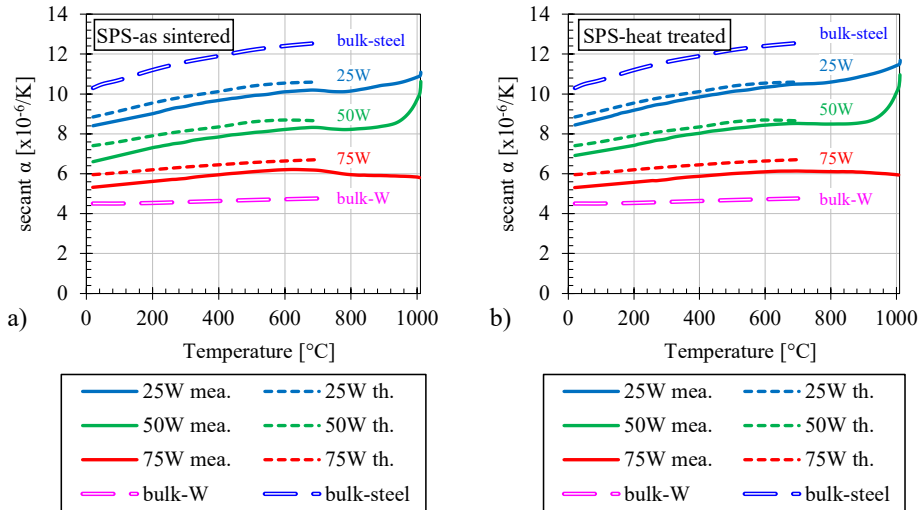 SPS-as sintered
bulk-steel
25W
50W
75W
bulk-W
14
12
10
8
6
4
2
0
secant α [x10⁻⁶/K]
0 200 400 600 800 1000
Temperature [°C]
a)
25W mea. 25W th.
50W mea. 50W th.
75W mea. 75W th.
bulk-W bulk-steel
SPS-heat treated
bulk-steel
25W
50W
75W
bulk-W
14
12
10
8
6
4
2
0
secant α [x10⁻⁶/K]
0 200 400 600 800 1000
Temperature [°C]
b)
25W mea. 25W th.
50W mea. 50W th.
75W mea. 75W th.
bulk-W bulk-steel